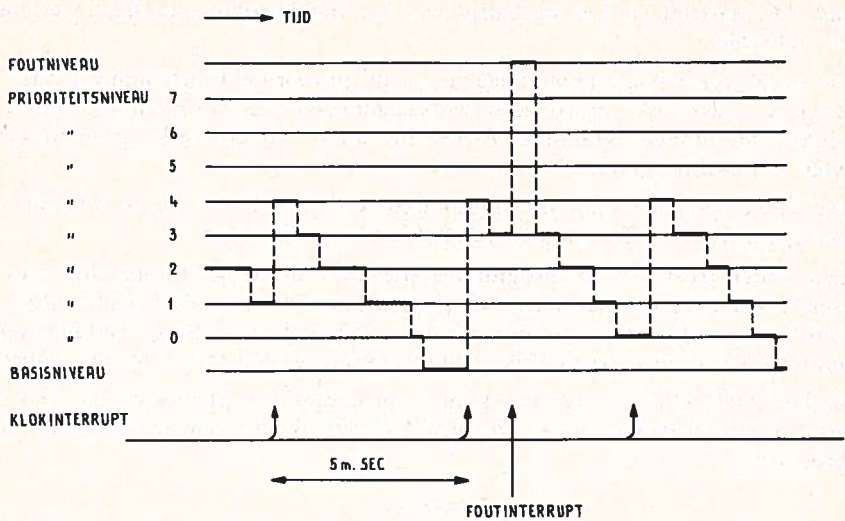 TIJD
FOUTNIVEAU
PRIORITEITSNIVEAU 7
" 6
" 5
" 4
" 3
" 2
" 1
" 0
BASISNIVEAU
KLOKINTERRUPT
5 m. SEC
FOUTINTERRUPT